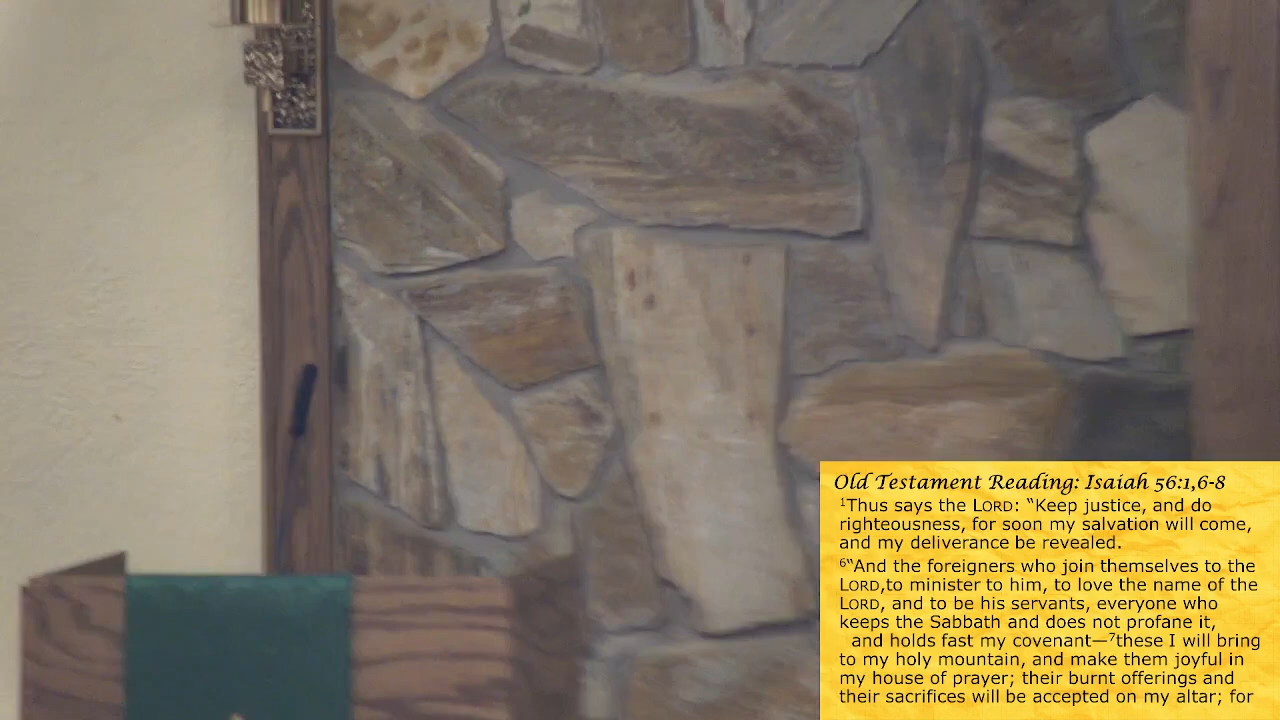 Old Testament Reading: Isaiah 56:1,6-8
¹Thus says the LORD: “Keep justice, and do
righteousness, for soon my salvation will come,
and my deliverance be revealed.
⁶“And the foreigners who join themselves to the
LORD,to minister to him, to love the name of the
LORD, and to be his servants, everyone who
keeps the Sabbath and does not profane it,
and holds fast my covenant—⁷these I will bring
to my holy mountain, and make them joyful in
my house of prayer; their burnt offerings and
their sacrifices will be accepted on my altar; for